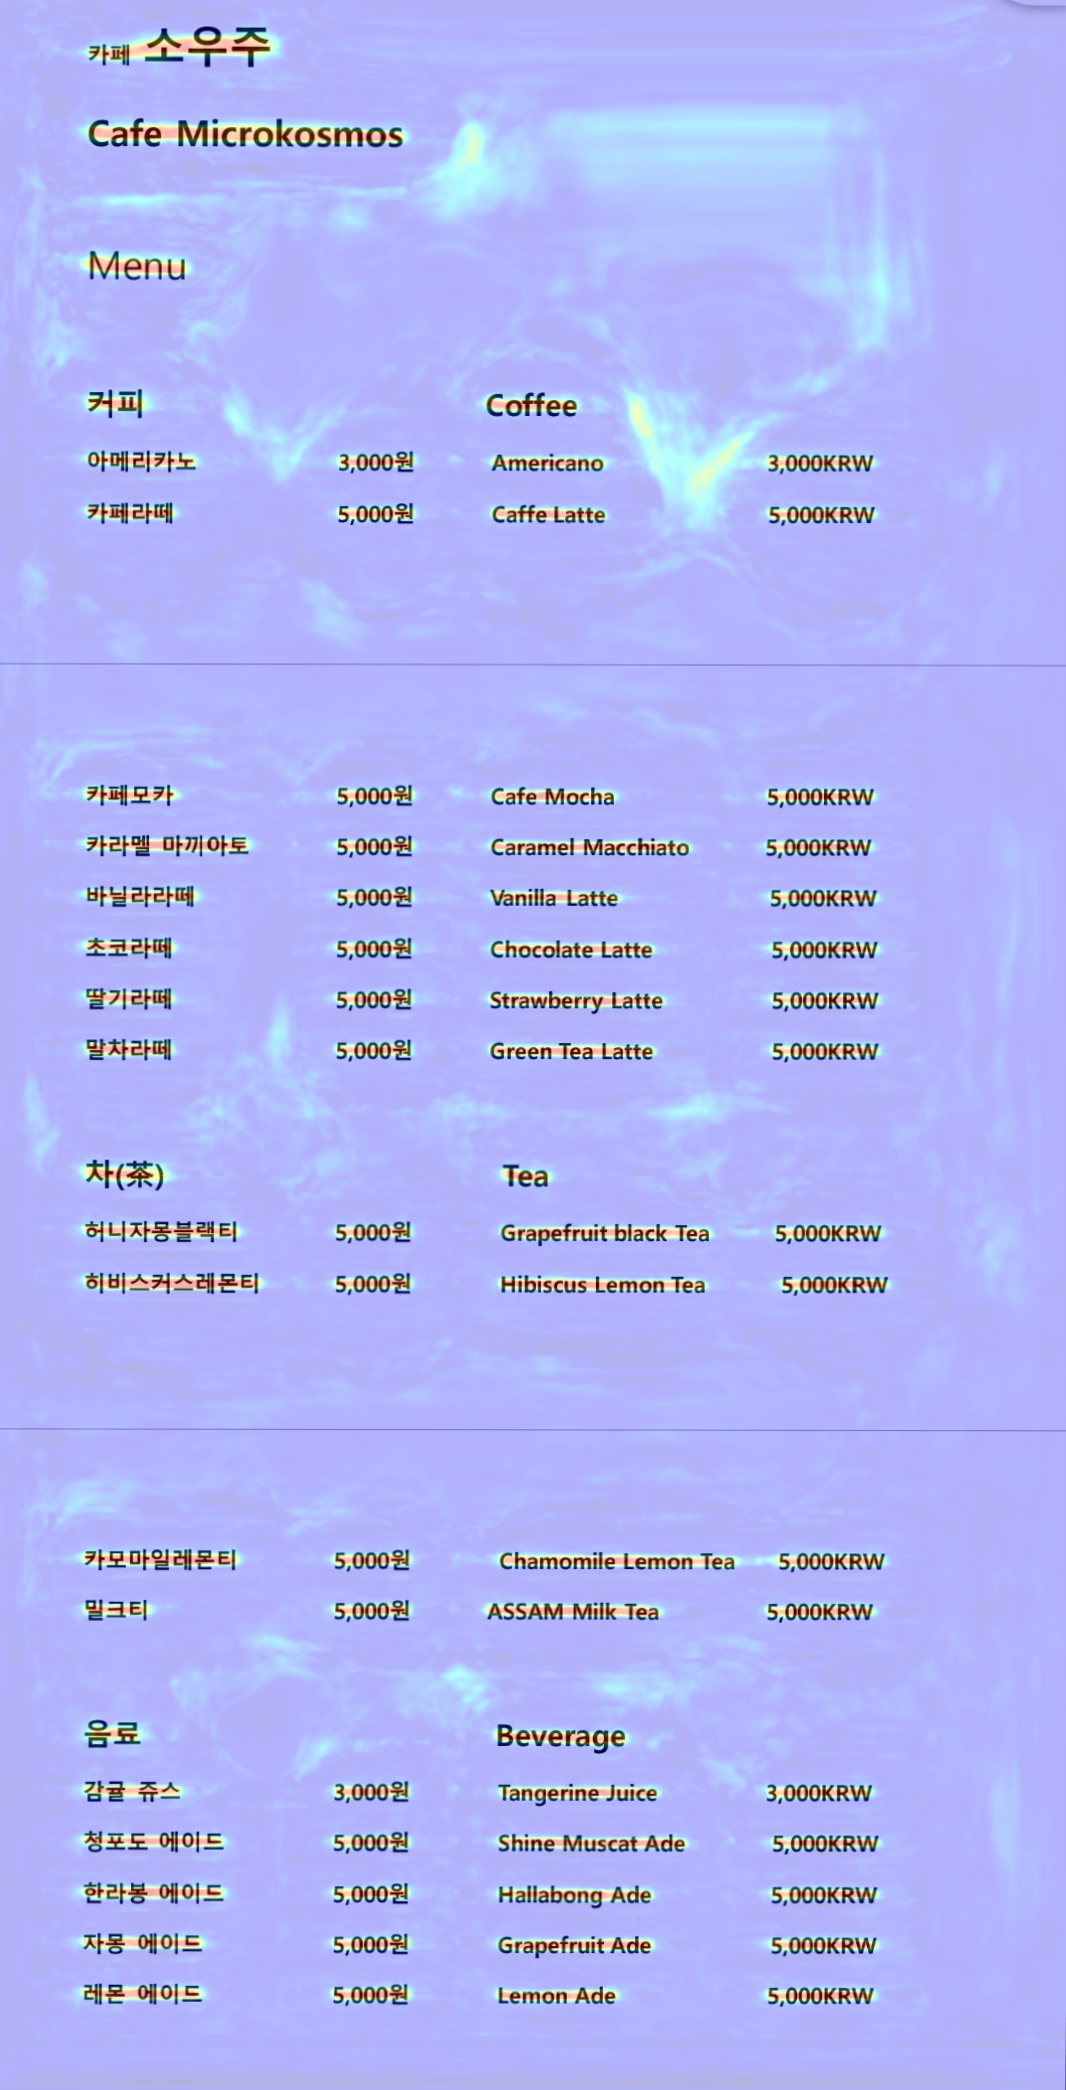 카페 소우주
Cafe Microkosmos
Menu
커피 Coffee
아메리카노 3,000원 Americano 3,000KRW
카페라떼 5,000원 Caffe Latte 5,000KRW
카페모카 5,000원 Cafe Mocha 5,000KRW
카라멜 마끼아토 5,000원 Caramel Macchiato 5,000KRW
바닐라라떼 5,000원 Vanilla Latte 5,000KRW
초코라떼 5,000원 Chocolate Latte 5,000KRW
딸기라떼 5,000원 Strawberry Latte 5,000KRW
말차라떼 5,000원 Green Tea Latte 5,000KRW
차(茶) Tea
허니자몽블랙티 5,000원 Grapefruit black Tea 5,000KRW
히비스커스레몬티 5,000원 Hibiscus Lemon Tea 5,000KRW
카모마일레몬티 5,000원 Chamomile Lemon Tea 5,000KRW
밀크티 5,000원 ASSAM Milk Tea 5,000KRW
음료 Beverage
감귤 쥬스 3,000원 Tangerine Juice 3,000KRW
청포도 에이드 5,000원 Shine Muscat Ade 5,000KRW
한라봉 에이드 5,000원 Hallabong Ade 5,000KRW
자몽 에이드 5,000원 Grapefruit Ade 5,000KRW
레몬 에이드 5,000원 Lemon Ade 5,000KRW